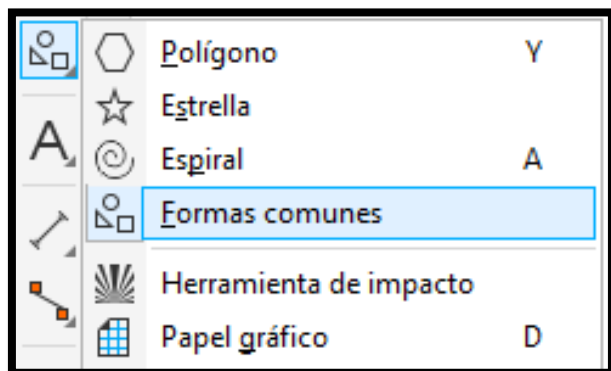 Polígono Y
Estrella
Espiral A
A
Formas comunes
Herramienta de impacto
Papel gráfico D